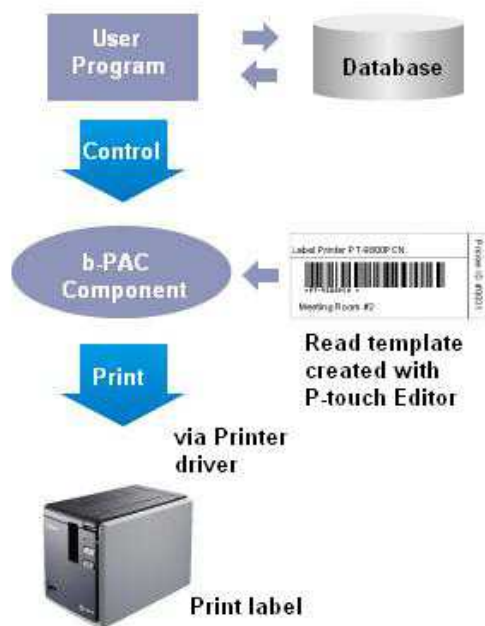 User
Program
Database
Control
b-PAC
Component
Label Printer PT-9800PCN
Meeting Room #2
Read template
created with
P-touch Editor
Print
via Printer
driver
Print label